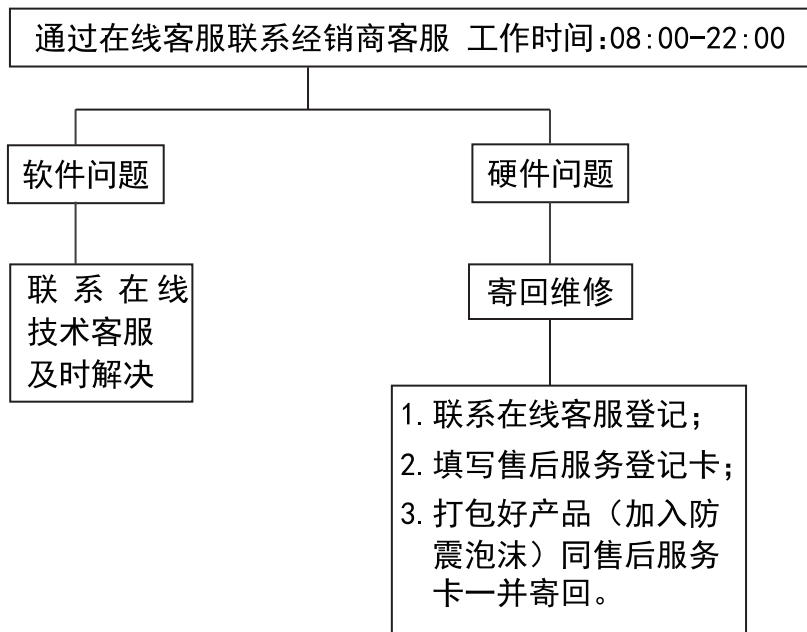 通过在线客服联系经销商客服 工作时间:08:00-22:00
软件问题
硬件问题
联系在线
技术客服
及时解决
寄回维修
1. 联系在线客服登记；
2. 填写售后服务登记卡；
3. 打包好产品（加入防
震泡沫）同售后服务
卡一并寄回。